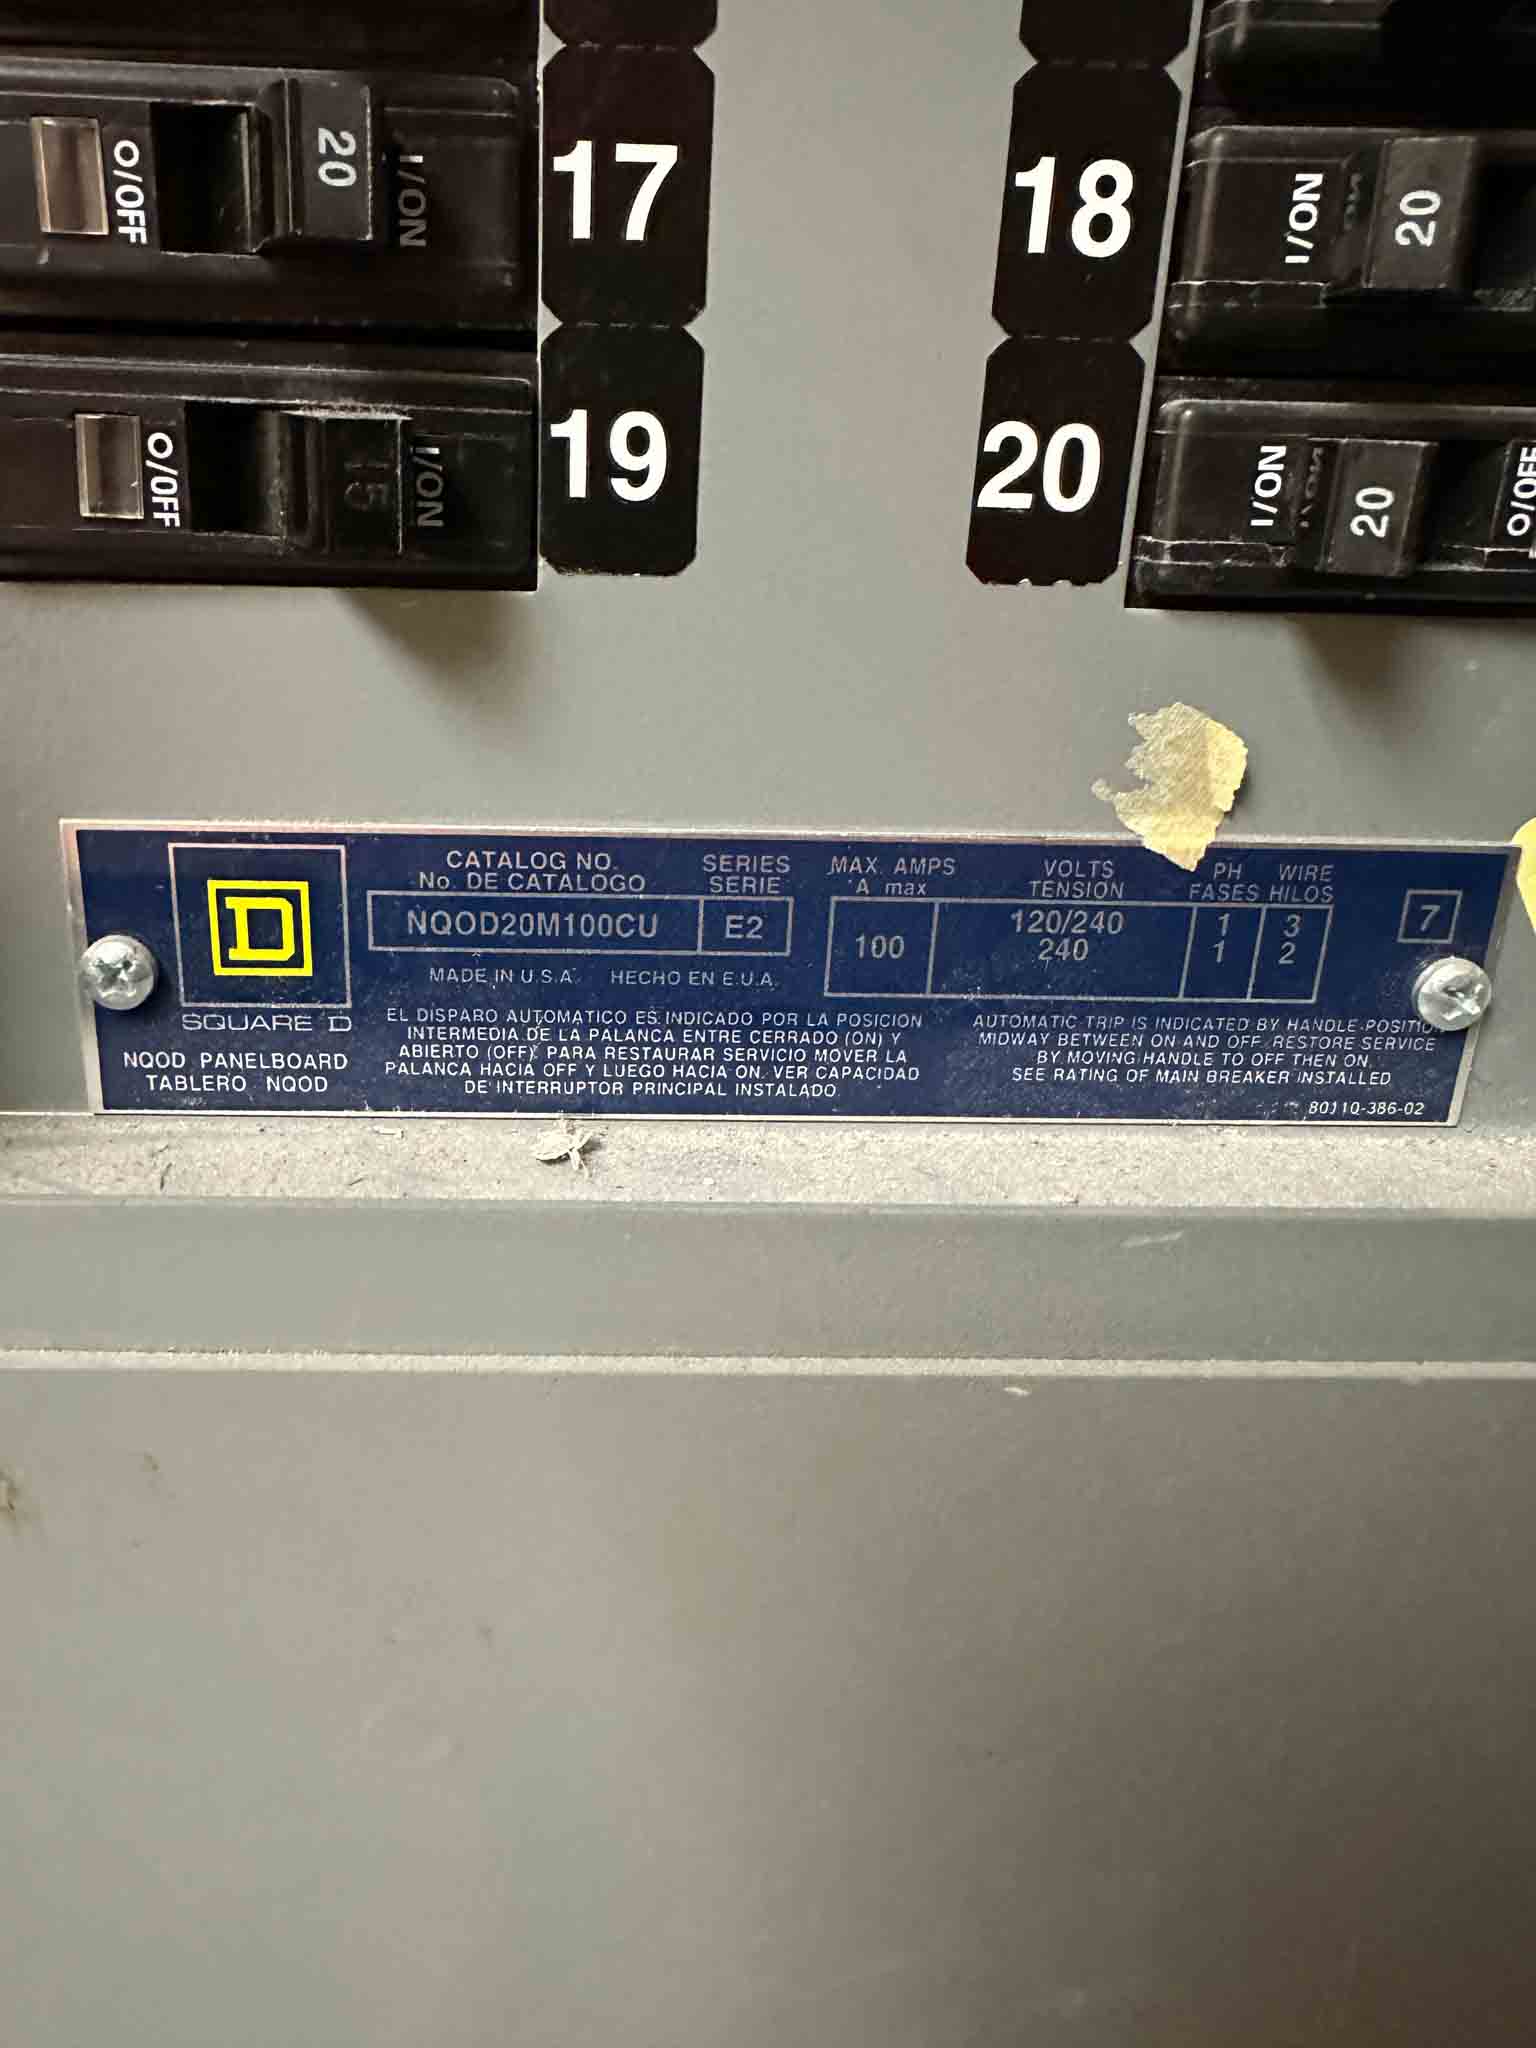 O/OFF
20
I/ON
17
18
I/ON
20
O/OFF
15
I/ON
19
20
I/ON
20
O/OFF
D
SQUARE D
NQOD PANELBOARD
TABLERO NQOD
CATALOG NO.
No. DE CATALOGO
NQOD20M100CU
SERIES
SERIE
E2
MADE IN U.S.A. HECHO EN E.U.A.
MAX. AMPS
A max
100
VOLTS
TENSION
120/240
240
PH
FASES
1
1
WIRE
HILOS
3
2
7
EL DISPARO AUTOMATICO ES INDICADO POR LA POSICION
INTERMEDIA DE LA PALANCA ENTRE CERRADO (ON) Y
ABIERTO (OFF). PARA RESTAURAR SERVICIO MOVER LA
PALANCA HACIA OFF Y LUEGO HACIA ON. VER CAPACIDAD
DE INTERRUPTOR PRINCIPAL INSTALADO.
AUTOMATIC TRIP IS INDICATED BY HANDLE POSITIO
MIDWAY BETWEEN ON AND OFF. RESTORE SERVICE
BY MOVING HANDLE TO OFF THEN ON.
SEE RATING OF MAIN BREAKER INSTALLED
80110-386-02